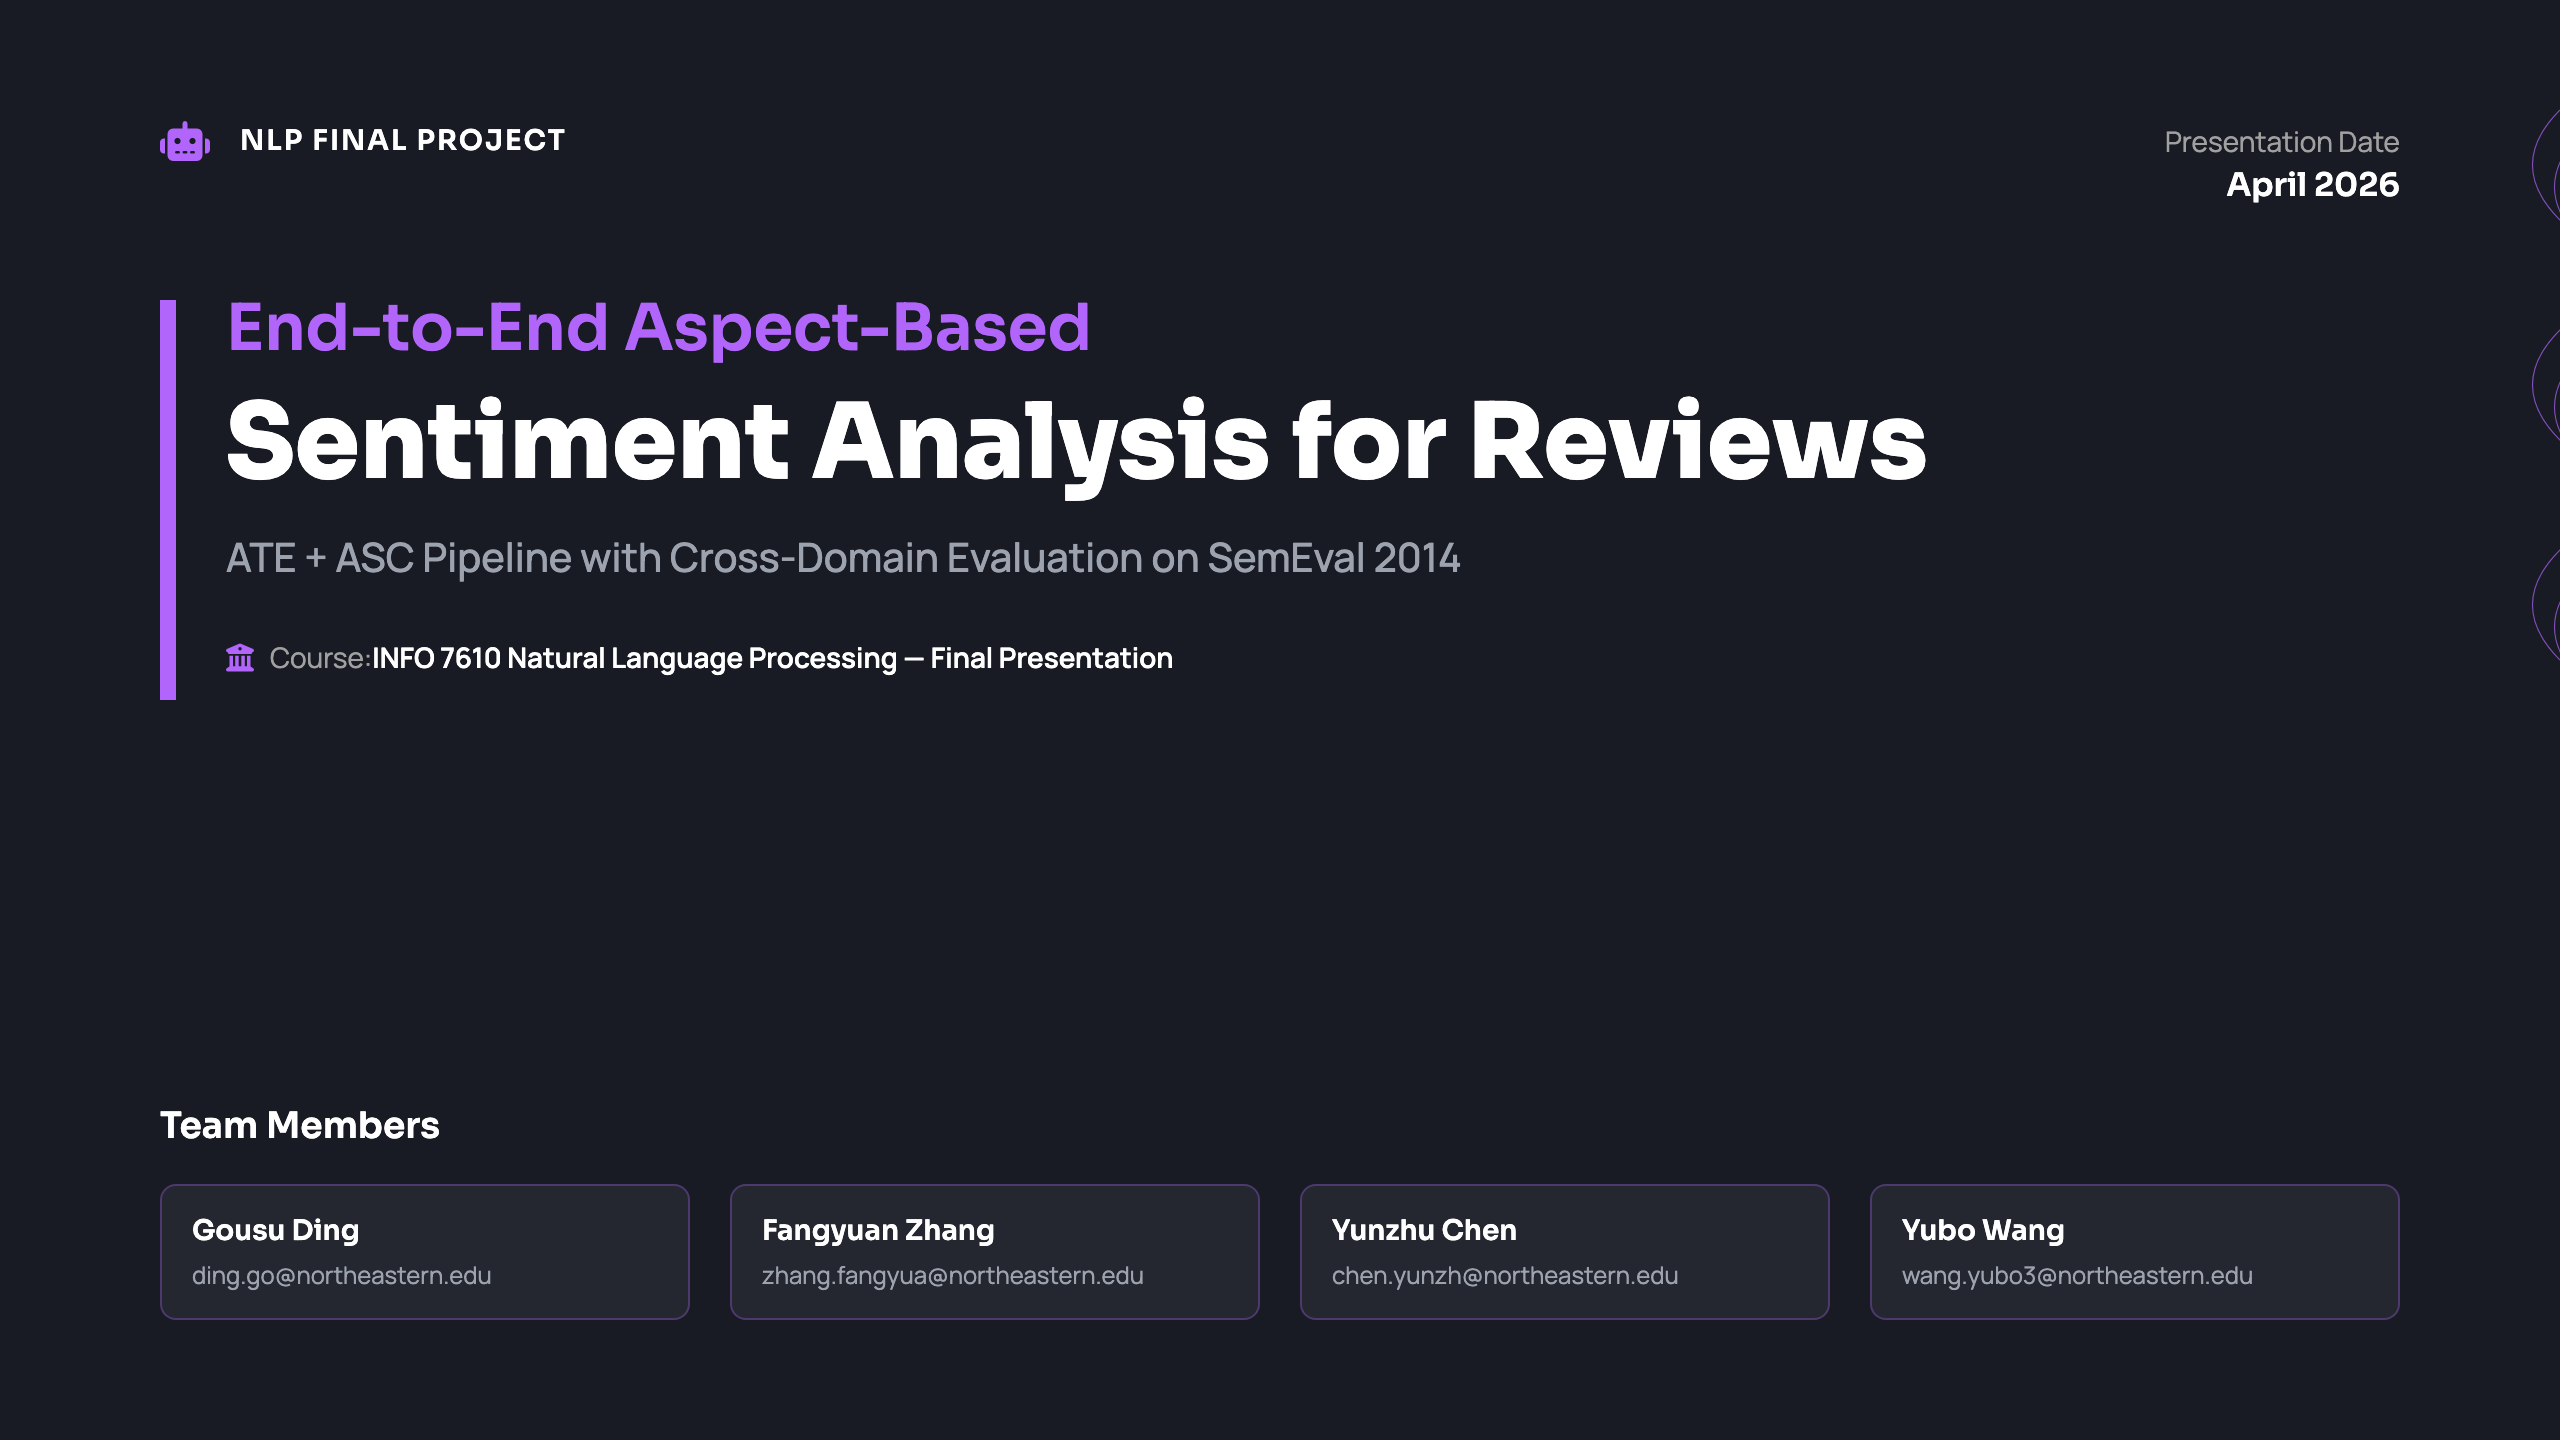 NLP FINAL PROJECT
Presentation Date
April 2026
End-to-End Aspect-Based
Sentiment Analysis for Reviews
ATE + ASC Pipeline with Cross-Domain Evaluation on SemEval 2014
Course:INFO 7610 Natural Language Processing — Final Presentation
Team Members
Gousu Ding
ding.go@northeastern.edu
Fangyuan Zhang
zhang.fangyua@northeastern.edu
Yunzhu Chen
chen.yunzh@northeastern.edu
Yubo Wang
wang.yubo3@northeastern.edu